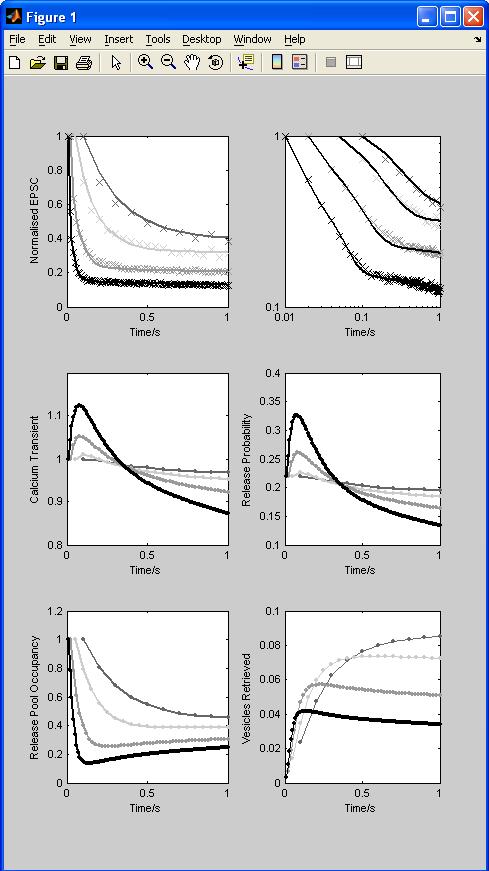 Figure 1
File Edit View Insert Tools Desktop Window Help
Normalised EPSC
1
0.8
0.6
0.4
0.2
0
0 0.5 1
Time/s
1
0.1
0.01 0.5 1
Time/s
Calcium Transient
1.1
1
0.9
0.8
0 0.5 1
Time/s
Release Probability
0.4
0.35
0.3
0.25
0.2
0.15
0.1
0 0.5 1
Time/s
Release Pool Occupancy
1.2
1
0.8
0.6
0.4
0.2
0
0 0.5 1
Time/s
Vesicles Retrieved
0.1
0.08
0.06
0.04
0.02
0
0 0.5 1
Time/s